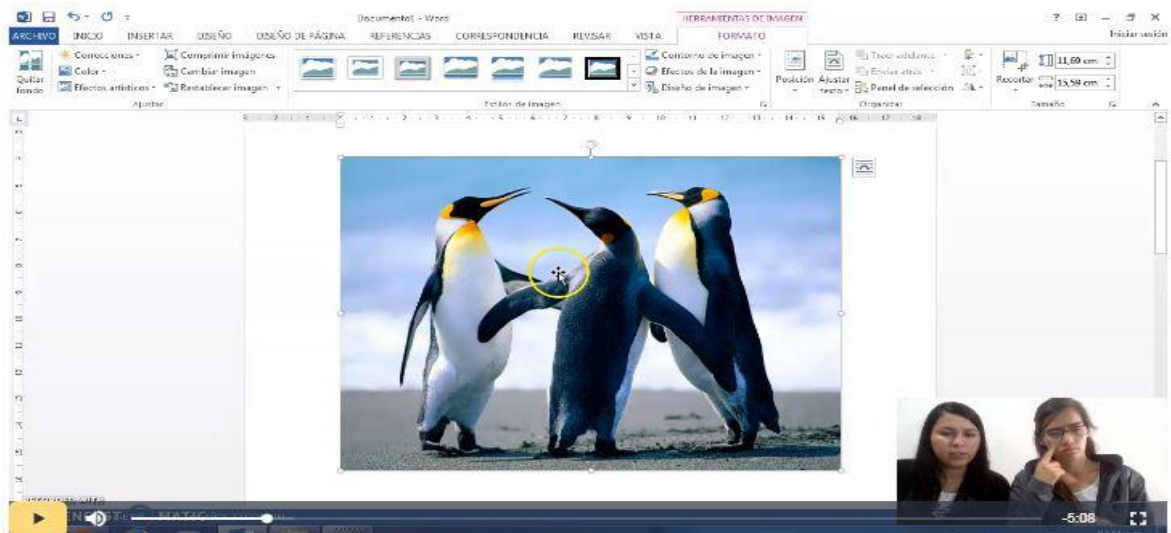 Documento1 - Word
HERRAMIENTAS DE IMAGEN
? 
Iniciar sesión
ARCHIVO INICIO INSERTAR DISEÑO DISEÑO DE PÁGINA REFERENCIAS CORRESPONDENCIA REVISAR VISTA FORMATO
Quitar fondo
Correcciones
Color
Efectos artísticos
Comprimir imágenes
Cambiar imagen
Restablecer imagen
Ajustar
Estilos de imagen
Contorno de imagen
Efectos de la imagen
Diseño de imagen
Posición
Ajustar texto
Traer adelante
Enviar atrás
Panel de selección
Organizar
Recortar
11,69 cm
15,59 cm
Tamaño
RECORDED WITH
MATIC
-5:08